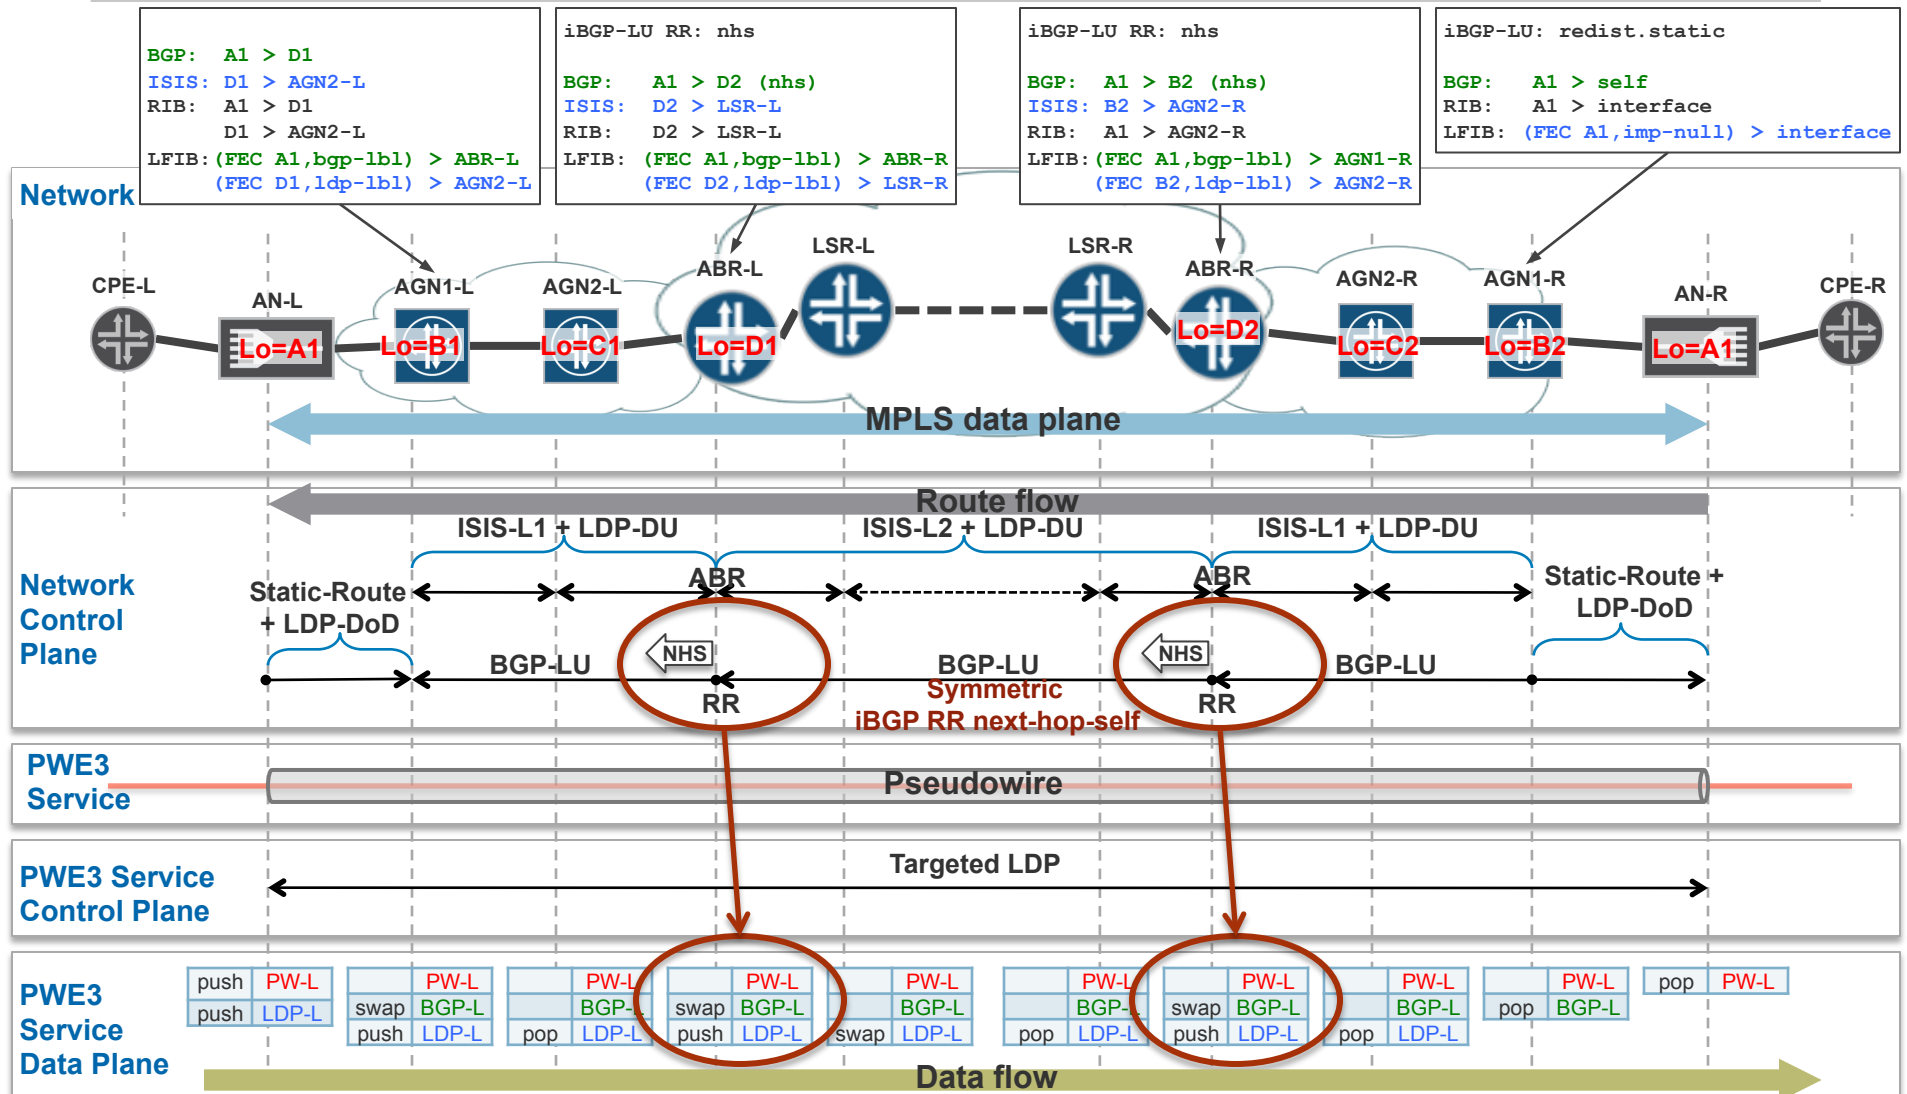 BGP: A1 > D1
ISIS: D1 > AGN2-L
RIB: A1 > D1
D1 > AGN2-L
LFIB: (FEC A1,bgp-lbl) > ABR-L
(FEC D1,ldp-lbl) > AGN2-L
iBGP-LU RR: nhs
BGP: A1 > D2 (nhs)
ISIS: D2 > LSR-L
RIB: D2 > LSR-L
LFIB: (FEC A1,bgp-lbl) > ABR-R
(FEC D2,ldp-lbl) > LSR-R
iBGP-LU RR: nhs
BGP: A1 > B2 (nhs)
ISIS: B2 > AGN2-R
RIB: A1 > AGN2-R
LFIB: (FEC A1,bgp-lbl) > AGN1-R
(FEC B2,ldp-lbl) > AGN2-R
iBGP-LU: redist.static
BGP: A1 > self
RIB: A1 > interface
LFIB: (FEC A1,imp-null) > interface
Network
CPE-L
AN-L
AGN1-L
AGN2-L
ABR-L
LSR-L
LSR-R
ABR-R
AGN2-R
AGN1-R
AN-R
CPE-R
Lo=A1
Lo=B1
Lo=C1
Lo=D1
Lo=D2
Lo=C2
Lo=B2
Lo=A1
MPLS data plane
Route flow
Network
Control
Plane
ISIS-L1 + LDP-DU
ISIS-L2 + LDP-DU
ISIS-L1 + LDP-DU
Static-Route
+ LDP-DoD
ABR
ABR
Static-Route +
LDP-DoD
NHS
NHS
BGP-LU
BGP-LU
BGP-LU
RR
Symmetric
iBGP RR next-hop-self
RR
PWE3
Service
Pseudowire
PWE3 Service
Control Plane
Targeted LDP
PWE3
Service
Data Plane
push PW-L
push LDP-L
PW-L
swap BGP-L
push LDP-L
PW-L
BGP-L
pop LDP-L
PW-L
swap BGP-L
push LDP-L
PW-L
BGP-L
swap LDP-L
PW-L
BGP-L
pop LDP-L
PW-L
swap BGP-L
push LDP-L
PW-L
BGP-L
pop LDP-L
PW-L
pop BGP-L
pop PW-L
Data flow